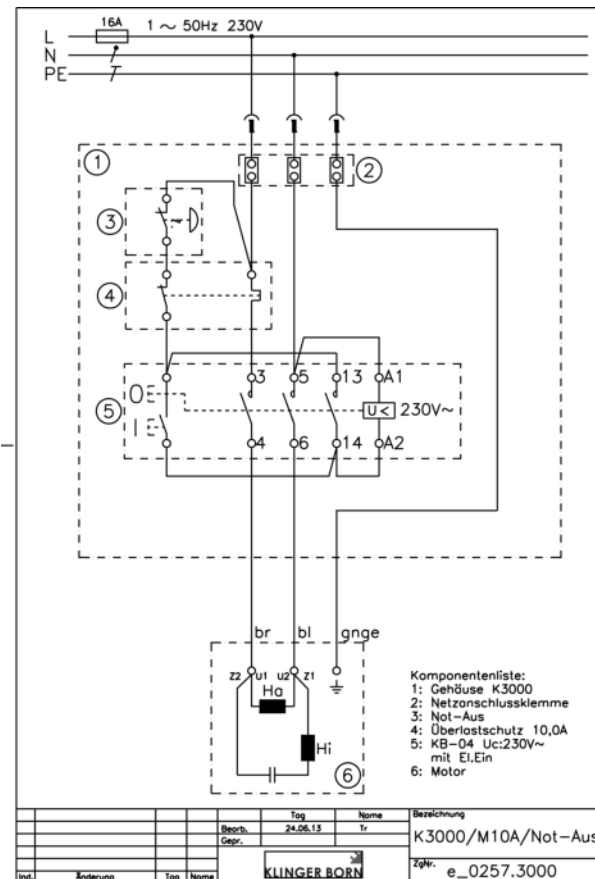 16A 1 ~ 50Hz 230V
L
N
PE
1
2
3
4
3 5 13 A1
O
5
U< 230V~
I
4 6 14 A2
br bl gnge
Z2 U1 U2 Z1
Ha
Hi
6
Komponentenliste:
1: Gehäuse K3000
2: Netzanschlussklemme
3: Not-Aus
4: Überlastschutz 10,0A
5: KB-04 Uc:230V~
mit El.Ein
6: Motor
Tag Name Bezeichnung
Bearb. 24.06.13 Tr
K3000/M10A/Not-Aus
Gepr.
KLINGER BORN
ZgNr. e_0257.3000
Ind. Änderung Tag Name